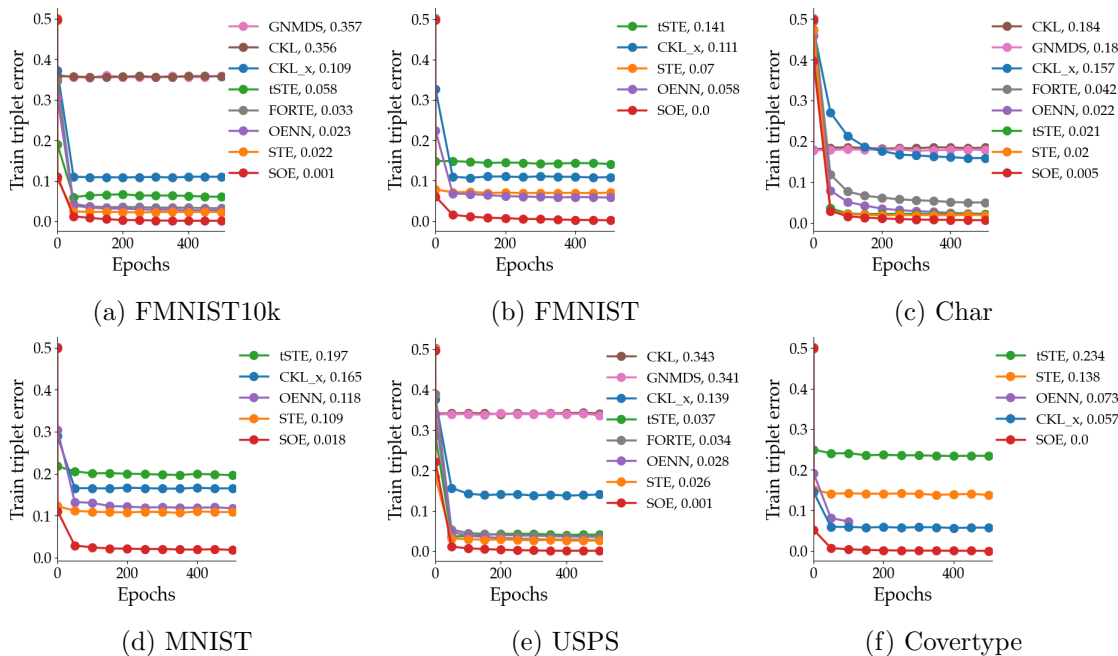 Train triplet error
0.5
0.4
0.3
0.2
0.1
0.0
0
200
400
Epochs
GNMDS, 0.357
CKL, 0.356
CKL_x, 0.109
tSTE, 0.058
FORTE, 0.033
OENN, 0.023
STE, 0.022
SOE, 0.001
(a) FMNIST10k
Train triplet error
0.5
0.4
0.3
0.2
0.1
0.0
0
200
400
Epochs
tSTE, 0.141
CKL_x, 0.111
STE, 0.07
OENN, 0.058
SOE, 0.0
(b) FMNIST
Train triplet error
0.5
0.4
0.3
0.2
0.1
0.0
0
200
400
Epochs
CKL, 0.184
GNMDS, 0.18
CKL_x, 0.157
FORTE, 0.042
OENN, 0.022
tSTE, 0.021
STE, 0.02
SOE, 0.005
(c) Char
Train triplet error
0.5
0.4
0.3
0.2
0.1
0.0
0
200
400
Epochs
tSTE, 0.197
CKL_x, 0.165
OENN, 0.118
STE, 0.109
SOE, 0.018
(d) MNIST
Train triplet error
0.5
0.4
0.3
0.2
0.1
0.0
0
200
400
Epochs
CKL, 0.343
GNMDS, 0.341
CKL_x, 0.139
tSTE, 0.037
FORTE, 0.034
OENN, 0.028
STE, 0.026
SOE, 0.001
(e) USPS
Train triplet error
0.5
0.4
0.3
0.2
0.1
0.0
0
200
400
Epochs
tSTE, 0.234
STE, 0.138
OENN, 0.073
CKL_x, 0.057
SOE, 0.0
(f) Covertype